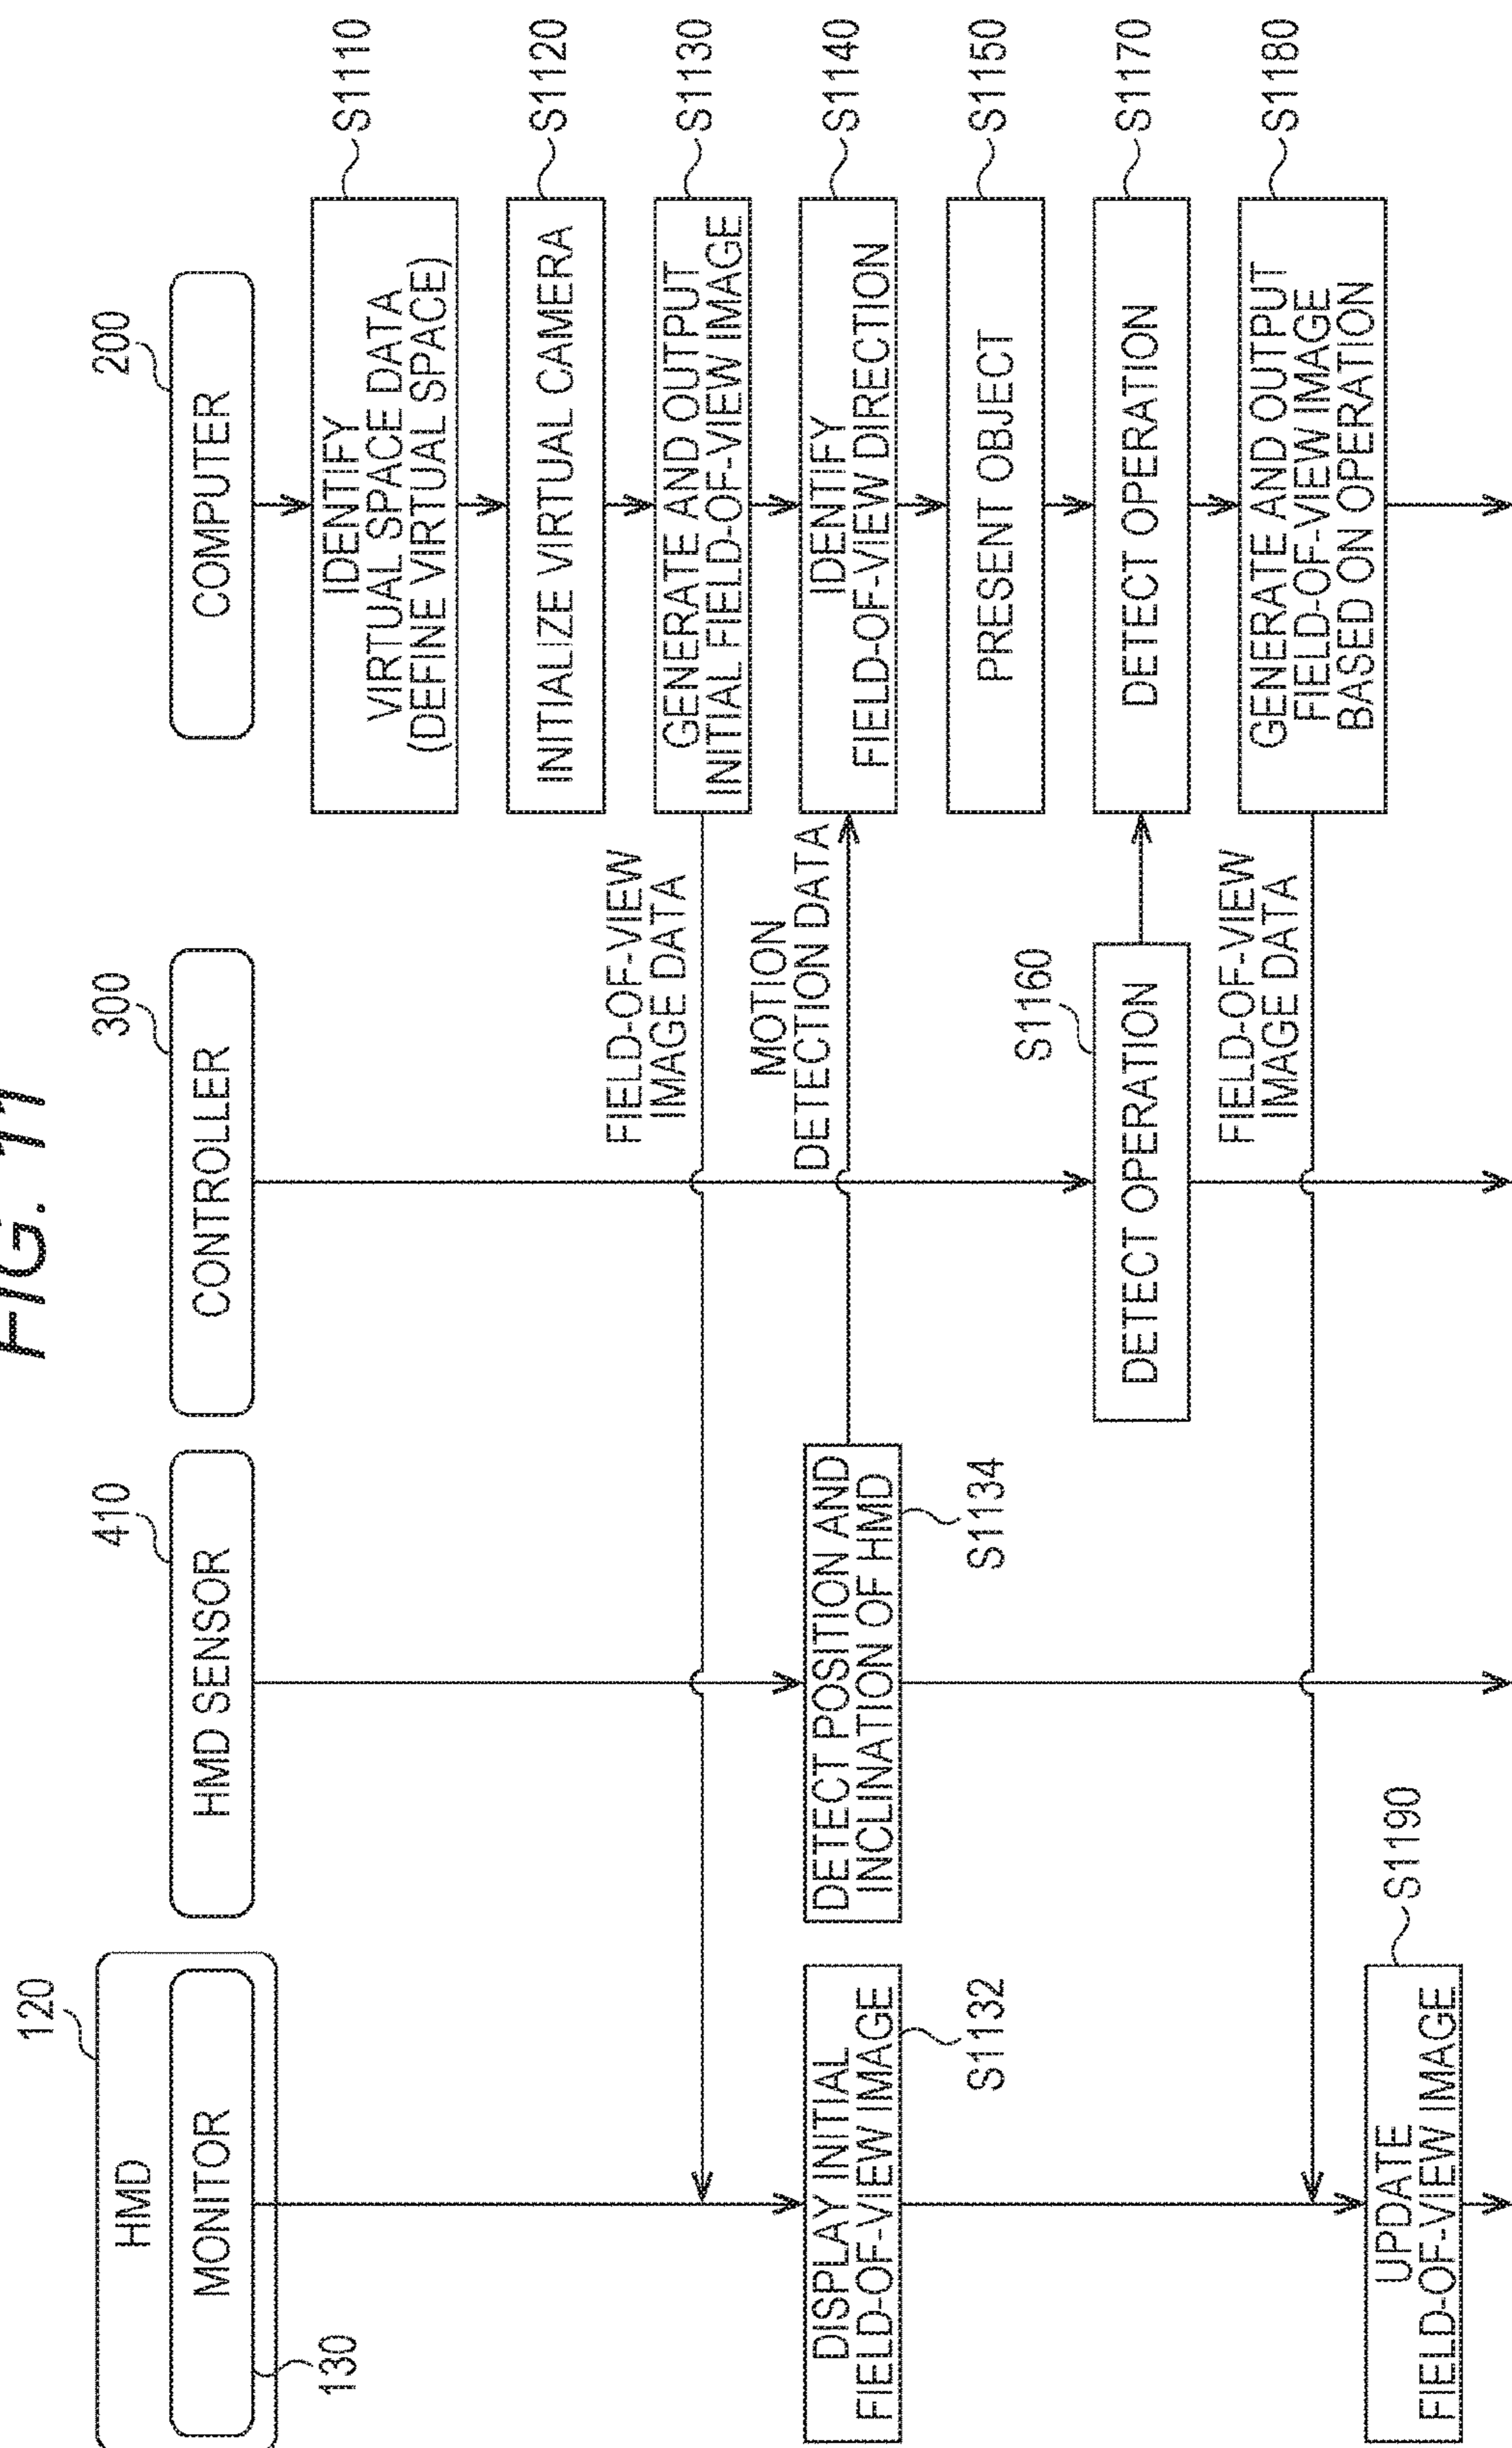 FIG. 11
120
HMD
MONITOR
130
410
HMD SENSOR
300
CONTROLLER
200
COMPUTER
IDENTIFY
VIRTUAL SPACE DATA
(DEFINE VIRTUAL SPACE)
S1110
INITIALIZE VIRTUAL CAMERA
S1120
FIELD-OF-VIEW
IMAGE DATA
GENERATE AND OUTPUT
INITIAL FIELD-OF-VIEW IMAGE
S1130
DISPLAY INITIAL
FIELD-OF-VIEW IMAGE
S1132
DETECT POSITION AND
INCLINATION OF HMD
S1134
MOTION
DETECTION DATA
IDENTIFY
FIELD-OF-VIEW DIRECTION
S1140
PRESENT OBJECT
S1150
S1160
DETECT OPERATION
DETECT OPERATION
S1170
FIELD-OF-VIEW
IMAGE DATA
GENERATE AND OUTPUT
FIELD-OF-VIEW IMAGE
BASED ON OPERATION
S1180
UPDATE
FIELD-OF-VIEW IMAGE
S1190